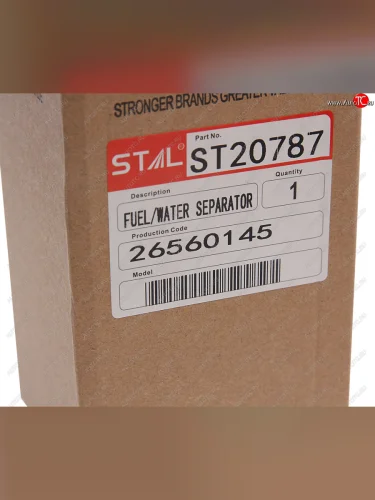 STRONGER BRANDS GREATER
Part No.
STAL® ST20787
Description
Quantity
FUEL/WATER SEPARATOR
1
Production Code
26560145
Model